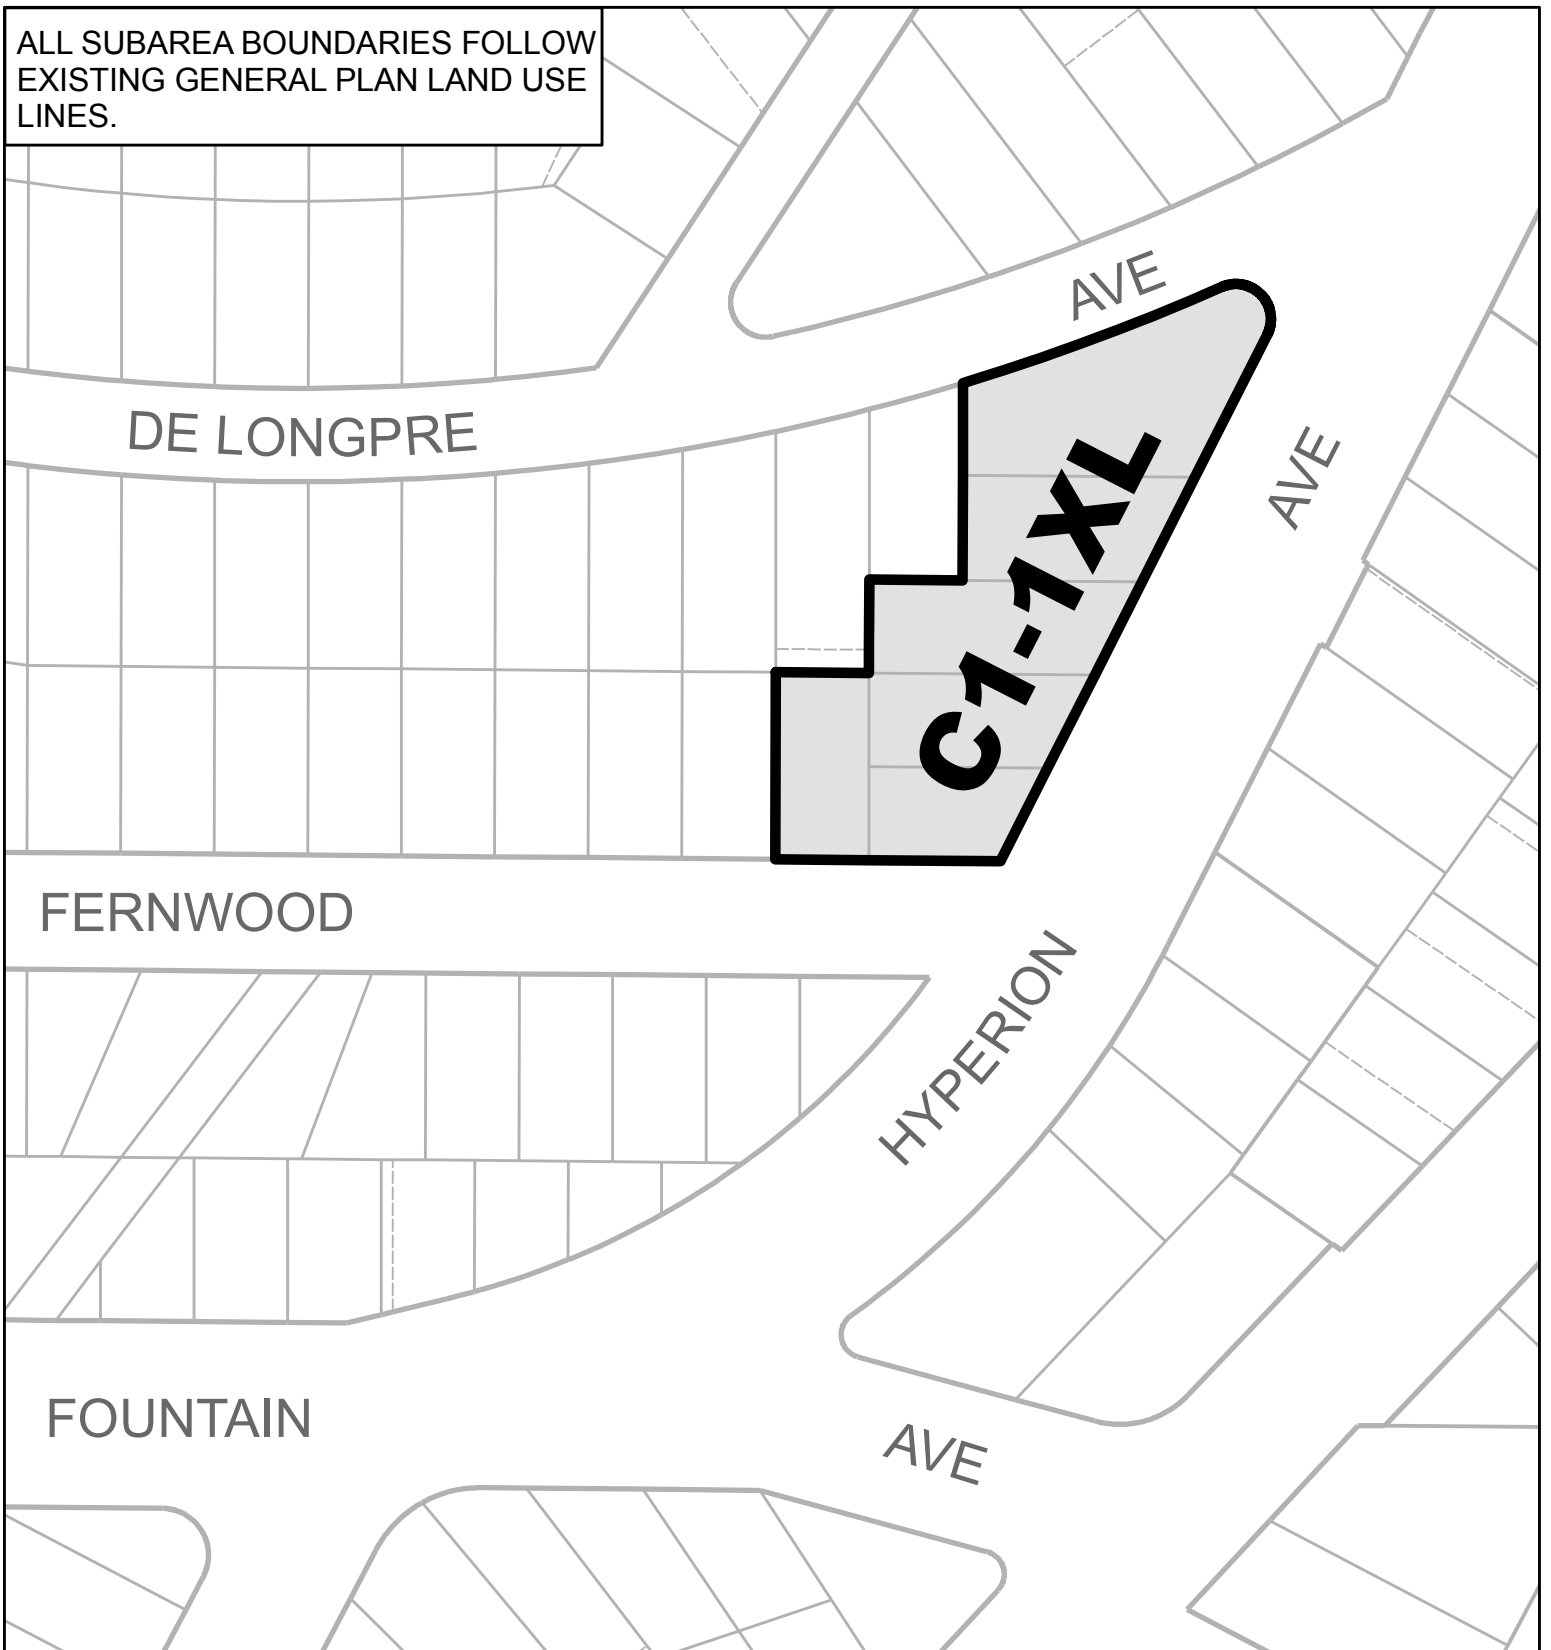 ALL SUBAREA BOUNDARIES FOLLOW
EXISTING GENERAL PLAN LAND USE
LINES.
AVE
DE LONGPRE
AVE
C1-1XL
FERNWOOD
HYPERION
FOUNTAIN
AVE